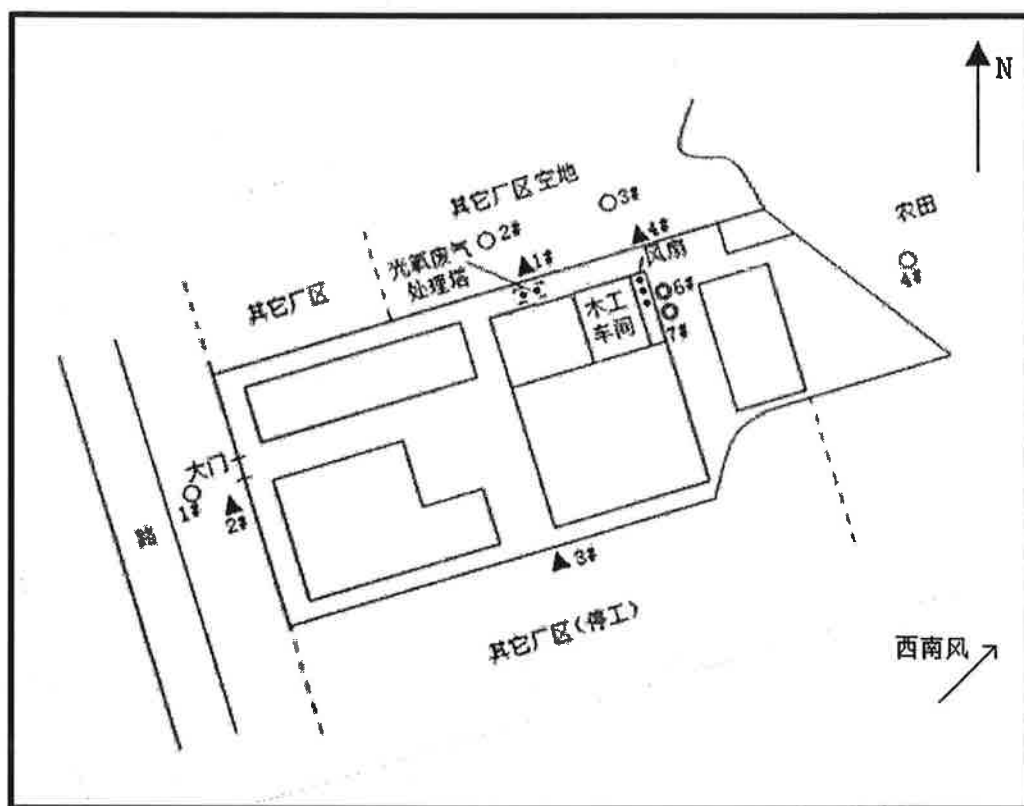 N
其它厂区空地
○3#
农田
○2#
▲4#
光氧废气
处理塔
▲1#
风扇
○
4#
其它厂区
木工
车间
○6#
○
7#
大门
○
1#
▲
2#
路
▲3#
其它厂区(停工)
西南风